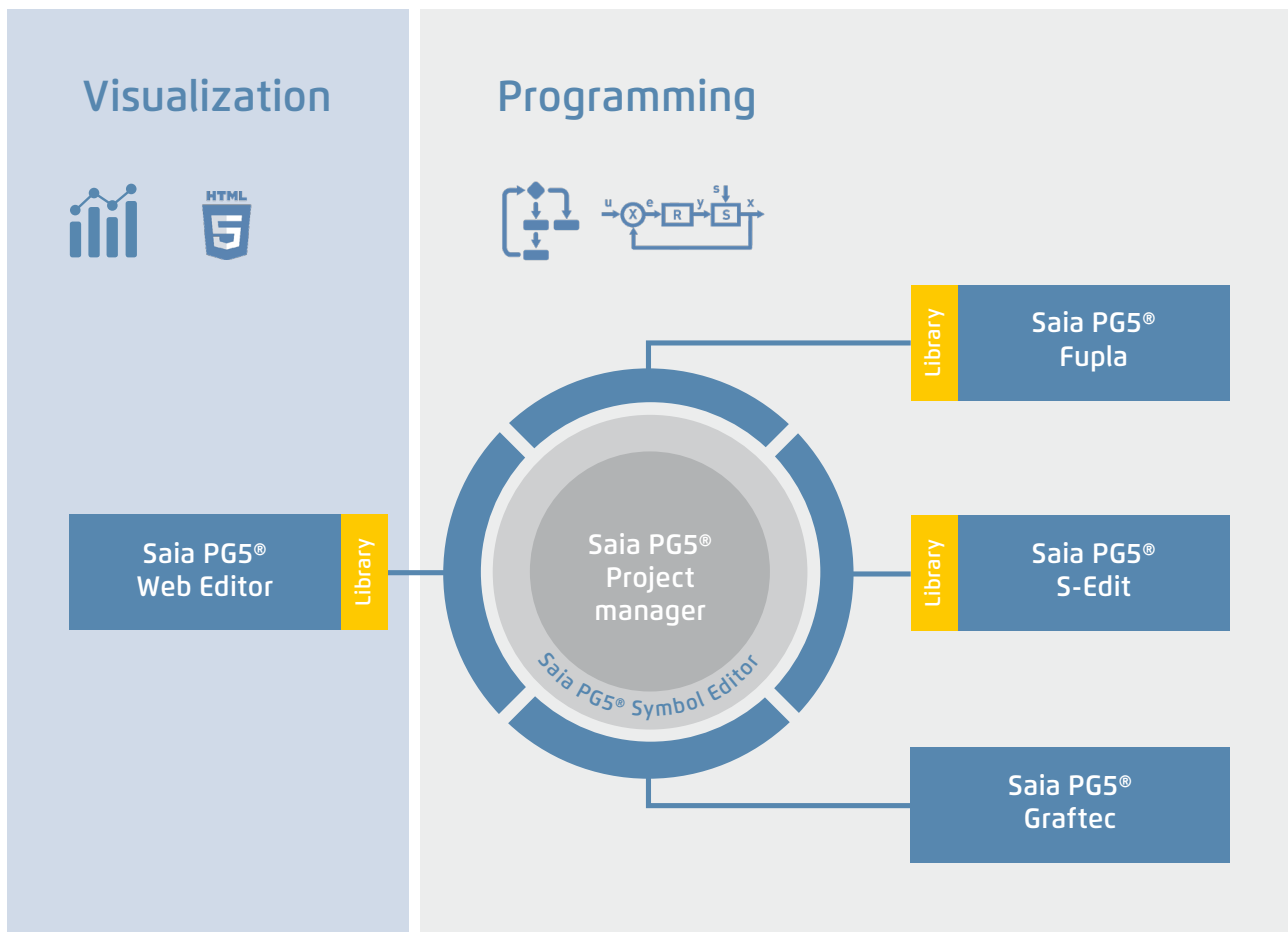 Visualization
Programming
HTML
5
u
e
y
s
x
X
R
S
Library
Saia PG5®
Fupla
Saia PG5®
Web Editor
Library
Saia PG5®
Project
manager
Saia PG5® Symbol Editor
Library
Saia PG5®
S-Edit
Saia PG5®
Graftec